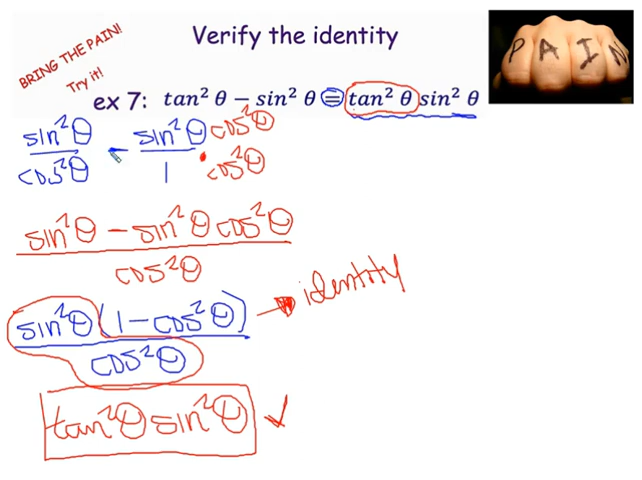 Verify the identity
BRING THE PAIN!
Try it!
PAIN
ex 7: tan² θ − sin² θ = tan² θ sin² θ
sin²θ/cos²θ − sin²θ/1 · cos²θ/cos²θ
sin²θ − sin²θ cos²θ
cos²θ
sin²θ (1 − cos²θ) → identity
cos²θ
tan²θ sin²θ ✓